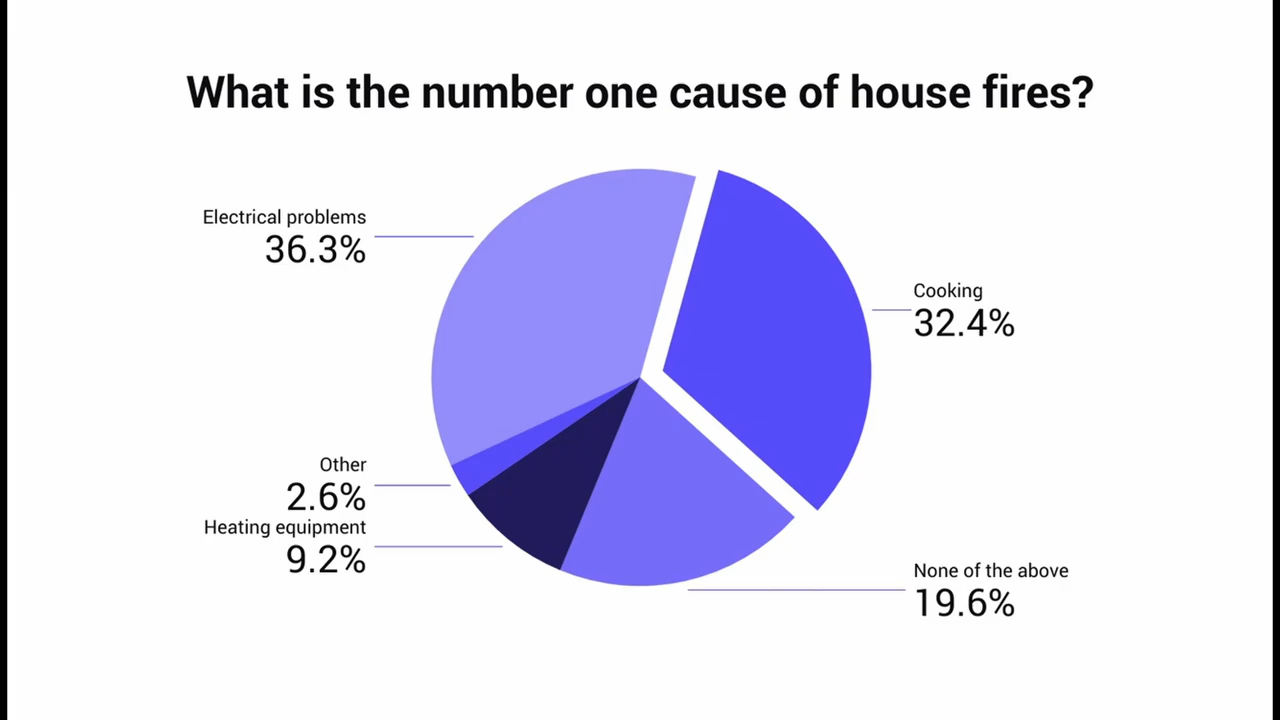 What is the number one cause of house fires?
Electrical problems
36.3%
Cooking
32.4%
Other
2.6%
Heating equipment
9.2%
None of the above
19.6%